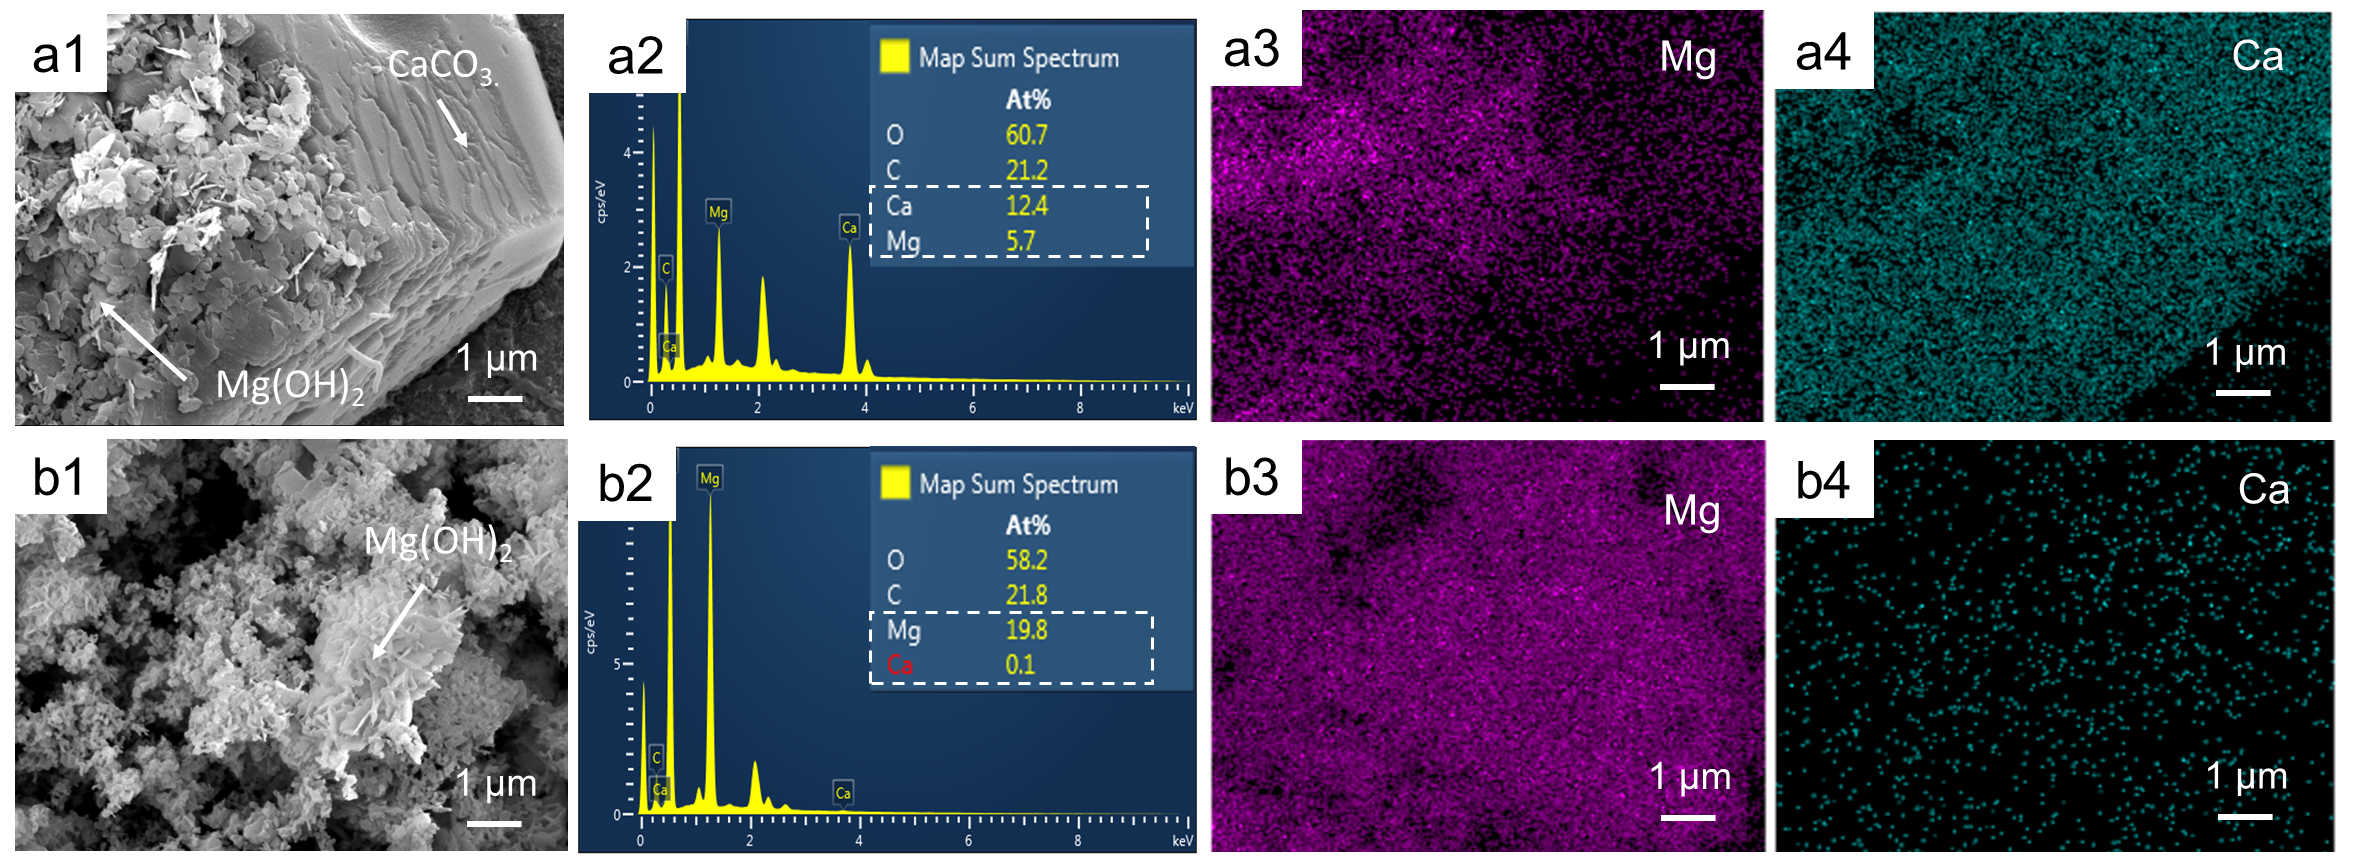 a1
CaCO3.
Mg(OH)2
1 μm
a2
Map Sum Spectrum
At%
O 60.7
C 21.2
Ca 12.4
Mg 5.7
cps/eV
4
2
0
Mg
Ca
C
Ca
0 2 4 6 8 keV
a3
Mg
1 μm
a4
Ca
1 μm
b1
Mg(OH)2
1 μm
b2
Map Sum Spectrum
At%
O 58.2
C 21.8
Mg 19.8
Ca 0.1
cps/eV
5
0
Mg
C
Ca
Ca
0 2 4 6 8 keV
b3
Mg
1 μm
b4
Ca
1 μm